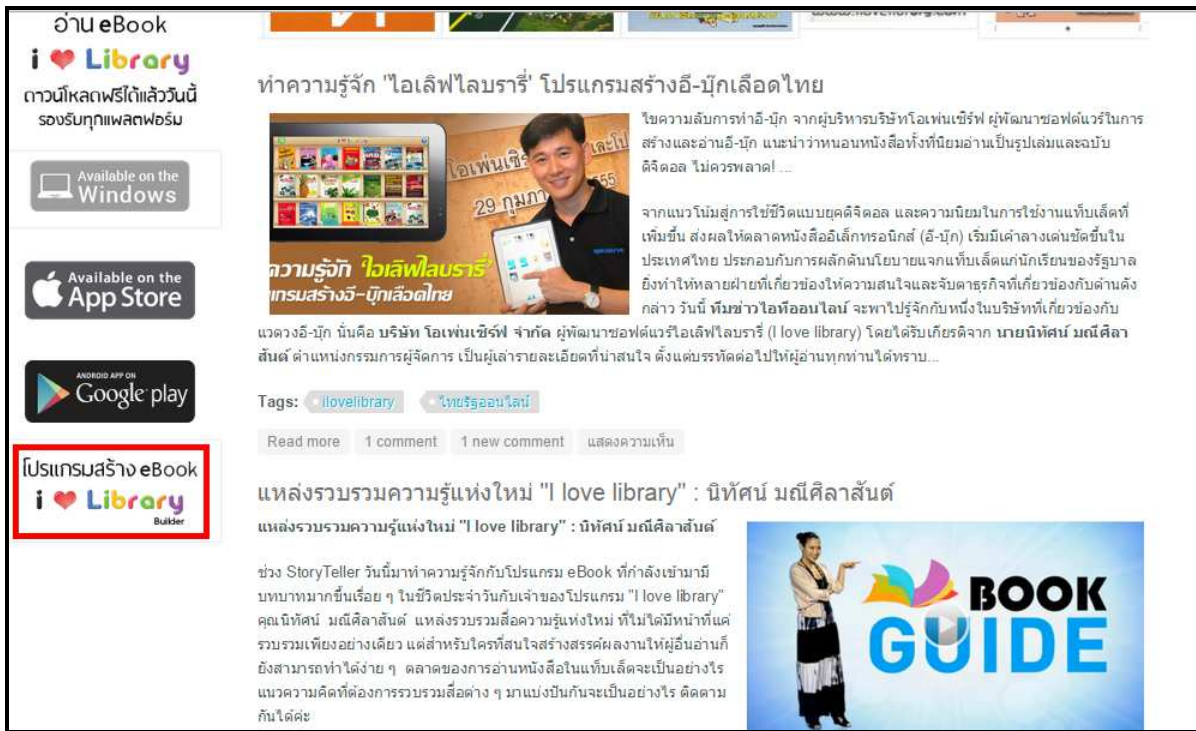 อ่าน eBook
i Library
ดาวน์โหลดฟรีได้แล้ววันนี้
รองรับทุกแพลตฟอร์ม
Available on the
Windows
Available on the
App Store
ANDROID APP ON
Google play
โปรแกรมสร้าง eBook
i Library
Builder
www.ilovelibrary.com
ทำความรู้จัก 'ไอเลิฟไลบรารี่' โปรแกรมสร้างอี-บุ๊กเลือดไทย
โอเพ่นเซิร์
และโป
29 กุมภา
55
ความรู้จัก 'ไอเลิฟไลบรารี่'
แกรมสร้างอี-บุ๊กเลือดไทย
ไขความลับการทำอี-บุ๊ก จากผู้บริหารบริษัทโอเพ่นเซิร์ฟ ผู้พัฒนาซอฟต์แวร์ในการ
สร้างและอ่านอี-บุ๊ก แนะนำว่าหนอนหนังสือทั้งที่นิยมอ่านเป็นรูปเล่มและฉบับ
ดิจิตอล ไม่ควรพลาด! ...
จากแนวโน้มสู่การใช้ชีวิตแบบยุคดิจิตอล และความนิยมในการใช้งานแท็บเล็ตที่
เพิ่มขึ้น ส่งผลให้ตลาดหนังสืออิเล็กทรอนิกส์ (อี-บุ๊ก) เริ่มมีเค้าลางเด่นชัดขึ้นใน
ประเทศไทย ประกอบกับการผลักดันนโยบายแจกแท็บเล็ตแก่นักเรียนของรัฐบาล
ยิ่งทำให้หลายฝ่ายที่เกี่ยวข้องให้ความสนใจและจับตาธุรกิจที่เกี่ยวข้องกับด้านดัง
กล่าว วันนี้ ทีมข่าวไอทีออนไลน์ จะพาไปรู้จักกับหนึ่งในบริษัทที่เกี่ยวข้องกับ
แวดวงอี-บุ๊ก นั่นคือ บริษัท โอเพ่นเซิร์ฟ จำกัด ผู้พัฒนาซอฟต์แวร์ไอเลิฟไลบรารี่ (I love library) โดยได้รับเกียรติจาก นายนิทัศน์ มณีศิลา
สันต์ ตำแหน่งกรรมการผู้จัดการ เป็นผู้เล่ารายละเอียดที่น่าสนใจ ตั้งแต่บรรทัดต่อไปให้ผู้อ่านทุกท่านได้ทราบ...
Tags: ilovelibrary ไทยรัฐออนไลน์
Read more 1 comment 1 new comment แสดงความเห็น
แหล่งรวบรวมความรู้แห่งใหม่ "I love library" : นิทัศน์ มณีศิลาสันต์
แหล่งรวบรวมความรู้แห่งใหม่ "I love library" : นิทัศน์ มณีศิลาสันต์
ช่วง StoryTeller วันนี้มาทำความรู้จักกับโปรแกรม eBook ที่กำลังเข้ามามี
บทบาทมากขึ้นเรื่อย ๆ ในชีวิตประจำวันกับเจ้าของโปรแกรม "I love library"
คุณนิทัศน์ มณีศิลาสันต์ แหล่งรวบรวมสื่อความรู้แห่งใหม่ ที่ไม่ได้มีหน้าที่แค่
รวบรวมเพียงอย่างเดียว แต่สำหรับใครที่สนใจสร้างสรรค์ผลงานให้ผู้อื่นอ่านก็
ยังสามารถทำได้ง่าย ๆ ตลาดของการอ่านหนังสือในแท็บเล็ตจะเป็นอย่างไร
แนวความคิดที่ต้องการรวบรวมสื่อต่าง ๆ มาแบ่งปันกันจะเป็นอย่างไร ติดตาม
กันได้ค่ะ
BOOK
GUIDE